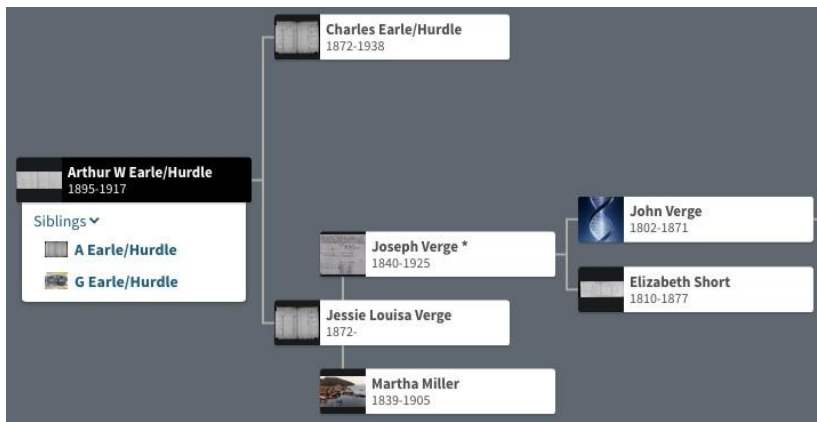 Charles Earle/Hurdle
1872-1938
Arthur W Earle/Hurdle
1895-1917
Siblings
A Earle/Hurdle
G Earle/Hurdle
Joseph Verge *
1840-1925
John Verge
1802-1871
Elizabeth Short
1810-1877
Jessie Louisa Verge
1872-
Martha Miller
1839-1905